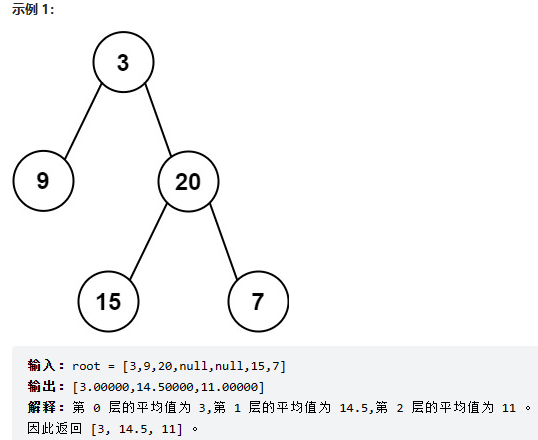 示例 1：
3
9
20
15
7
输入：root = [3,9,20,null,null,15,7]
输出：[3.00000,14.50000,11.00000]
解释：第 0 层的平均值为 3,第 1 层的平均值为 14.5,第 2 层的平均值为 11 。
因此返回 [3, 14.5, 11] 。